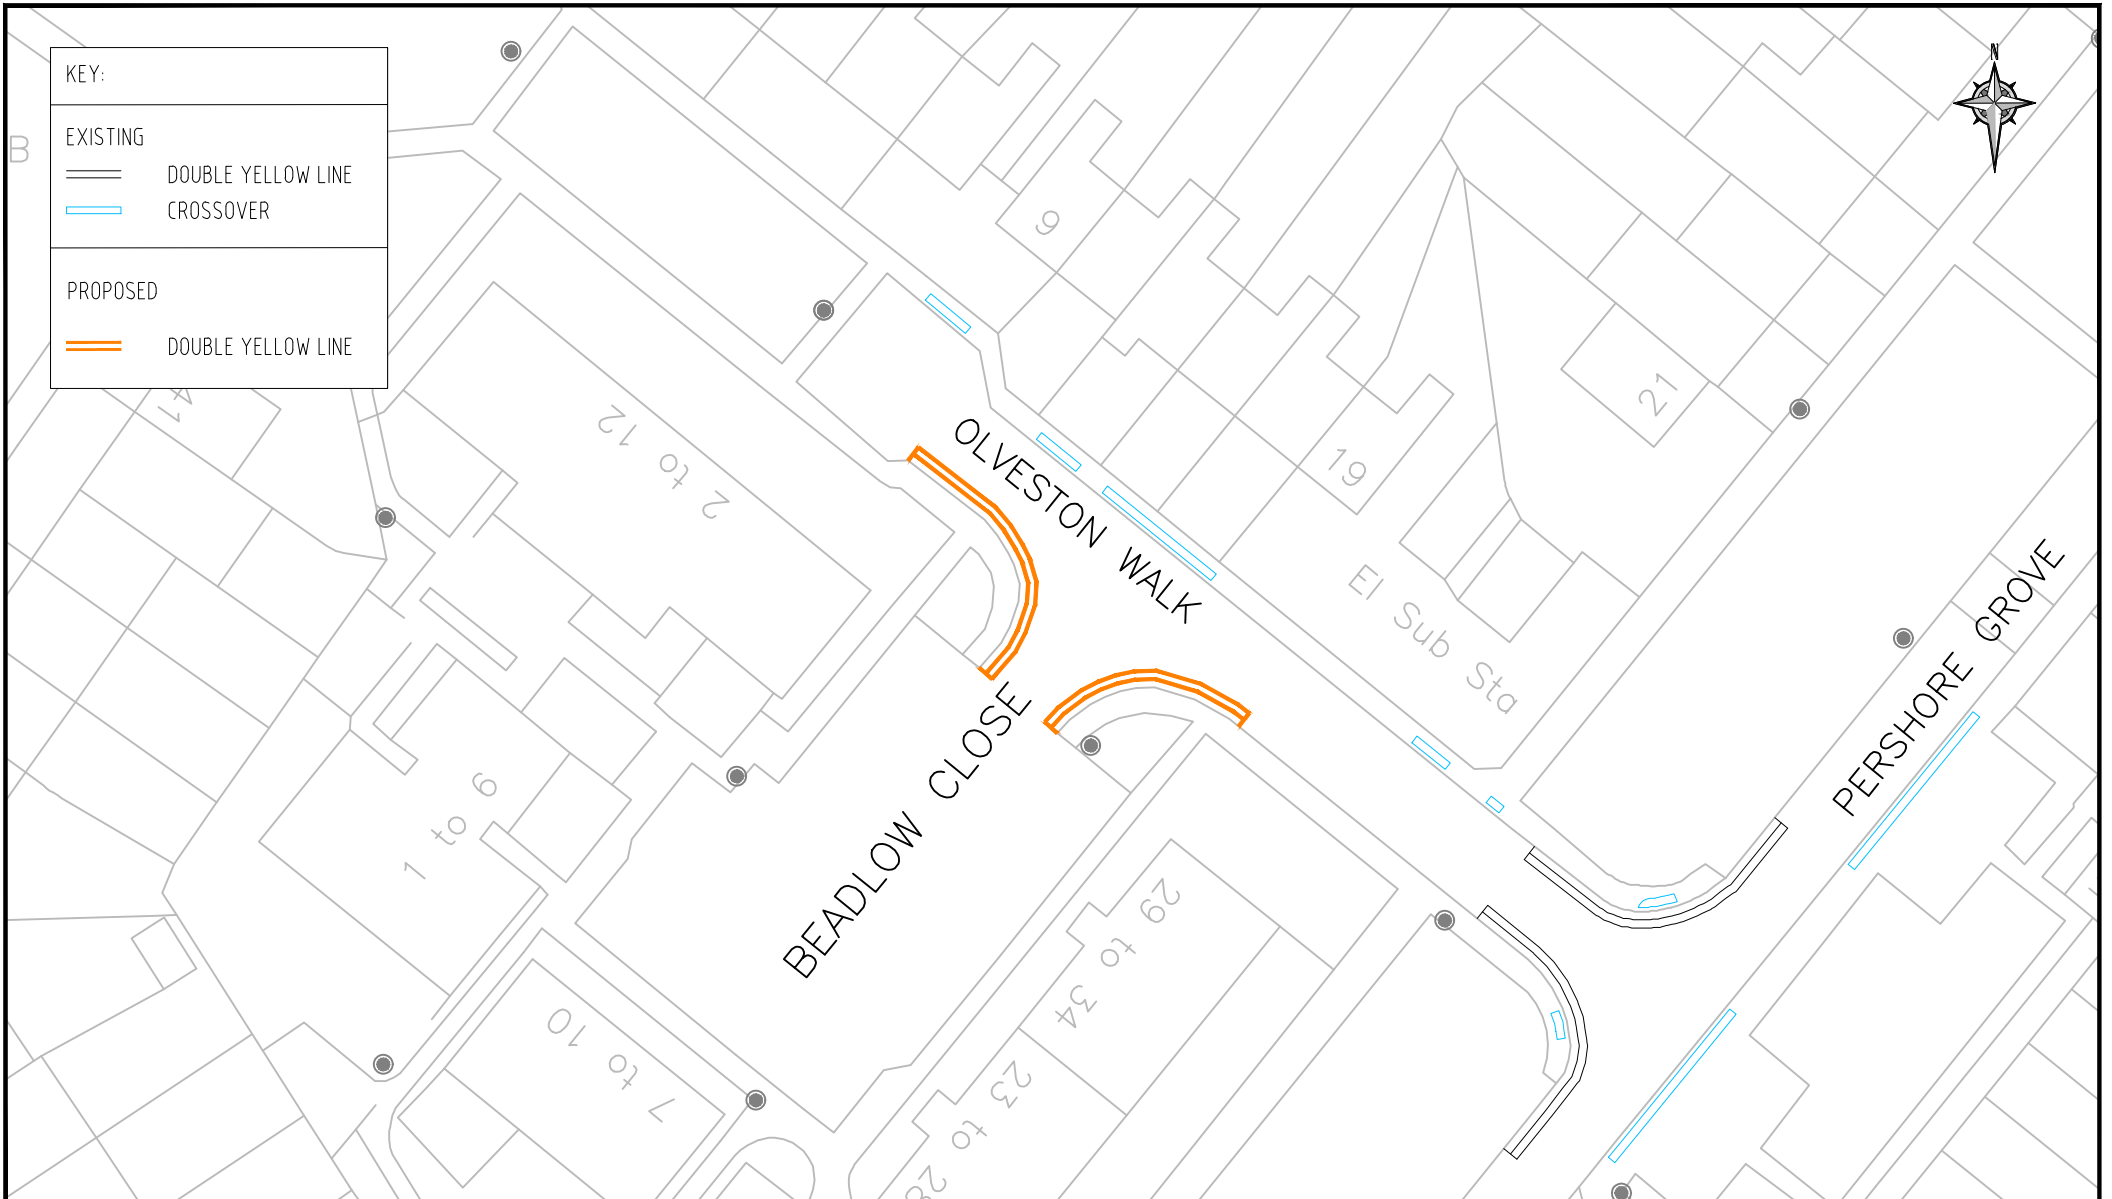 KEY:
EXISTING
DOUBLE YELLOW LINE
CROSSOVER
PROPOSED
DOUBLE YELLOW LINE
N
B
41
9
19
21
2 to 12
OLVESTON WALK
El Sub Sta
PERSHORE GROVE
BEADLOW CLOSE
1 to 6
7 to 10
29 to 34
23 to 28